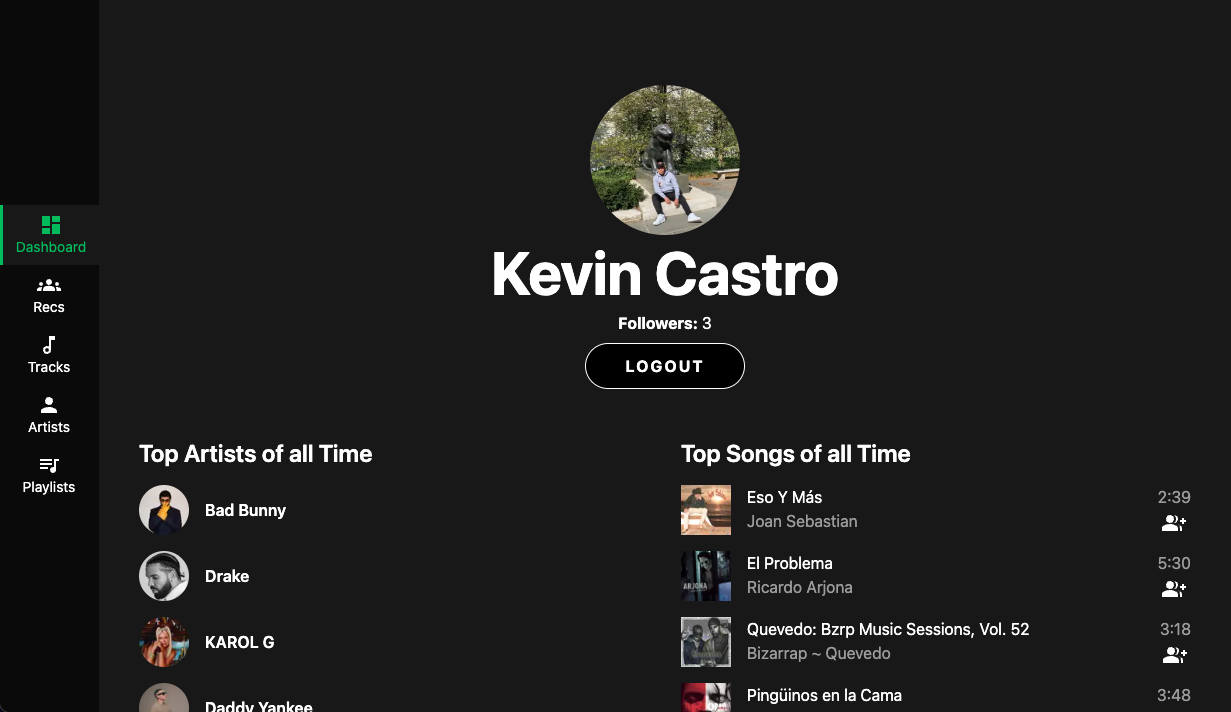 Dashboard
Recs
Tracks
Artists
Playlists
Kevin Castro
Followers: 3
LOGOUT
Top Artists of all Time
Bad Bunny
Drake
KAROL G
Daddy Yankee
Top Songs of all Time
Eso Y Más
2:39
Joan Sebastian
El Problema
5:30
Ricardo Arjona
ARJONA
Quevedo: Bzrp Music Sessions, Vol. 52
3:18
Bizarrap ~ Quevedo
Pingüinos en la Cama
3:48